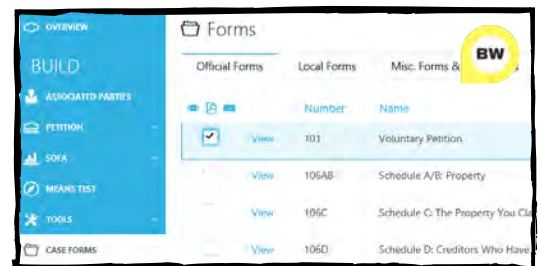 OVERVIEW
BUILD
ASSOCIATED PARTIES
PETITION
SOFA
MEANS TEST
TOOLS
CASE FORMS
Forms
BW
Official Forms Local Forms Misc. Forms &
Number Name
View 101 Voluntary Petition
View 106AB Schedule A/B: Property
View 106C Schedule C: The Property You Cla
View 106D Schedule D: Creditors Who Have